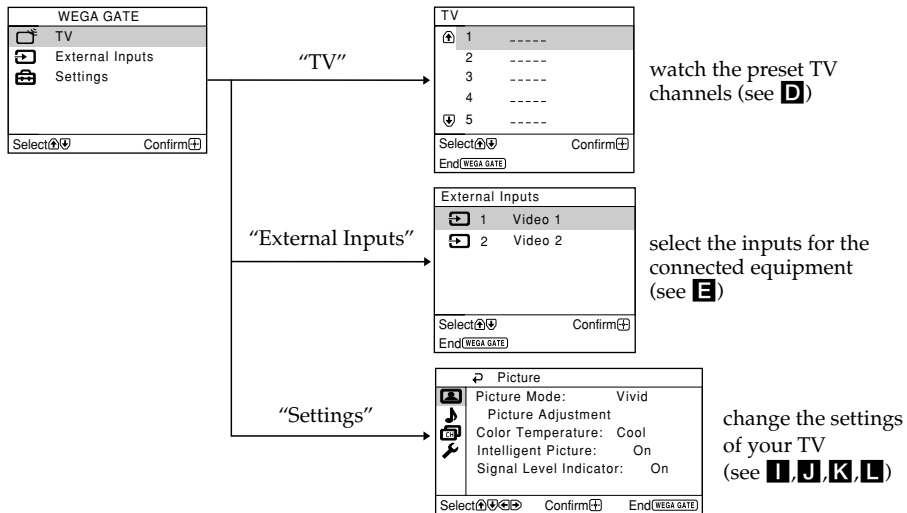 WEGA GATE
TV
External Inputs
Settings
Select Confirm
"TV"
TV
1 _ _ _ _ _
2 _ _ _ _ _
3 _ _ _ _ _
4 _ _ _ _ _
5 _ _ _ _ _
Select Confirm
End WEGA GATE
watch the preset TV
channels (see D)
"External Inputs"
External Inputs
1 Video 1
2 Video 2
Select Confirm
End WEGA GATE
select the inputs for the
connected equipment
(see E)
"Settings"
Picture
Picture Mode: Vivid
Picture Adjustment
Color Temperature: Cool
Intelligent Picture: On
Signal Level Indicator: On
CH
Select Confirm End WEGA GATE
change the settings
of your TV
(see I, J, K, L)